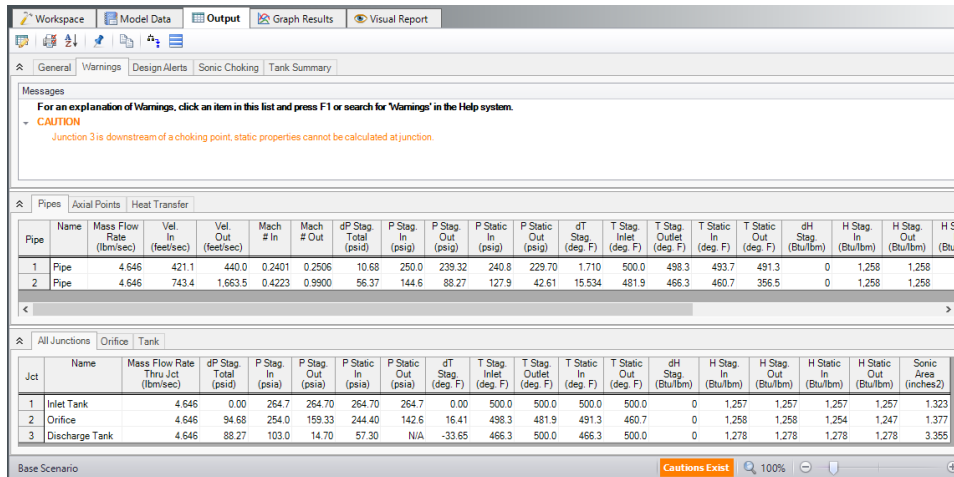 Workspace Model Data Output Graph Results Visual Report
General Warnings Design Alerts Sonic Choking Tank Summary
Messages
For an explanation of Warnings, click an item in this list and press F1 or search for 'Warnings' in the Help system.
CAUTION
Junction 3 is downstream of a choking point, static properties cannot be calculated at junction.
Pipes Axial Points Heat Transfer
Pipe Name Mass Flow Rate (lbm/sec) Vel. In (feet/sec) Vel. Out (feet/sec) Mach # In Mach # Out dP Stag. Total (psid) P Stag. In (psig) P Stag. Out (psig) P Static In (psig) P Static Out (psig) dT Stag. (deg. F) T Stag. Inlet (deg. F) T Stag. Outlet (deg. F) T Static In (deg. F) T Static Out (deg. F) dH Stag. (Btu/lbm) H Stag. In (Btu/lbm) H Stag. Out (Btu/lbm) H S (Btu
1 Pipe 4.646 421.1 440.0 0.2401 0.2506 10.68 250.0 239.32 240.8 229.70 1.710 500.0 498.3 493.7 491.3 0 1,258 1,258
2 Pipe 4.646 743.4 1,663.5 0.4223 0.9900 56.37 144.6 88.27 127.9 42.61 15.534 481.9 466.3 460.7 356.5 0 1,258 1,258
All Junctions Orifice Tank
Jct Name Mass Flow Rate Thru Jct (lbm/sec) dP Stag. Total (psid) P Stag. In (psia) P Stag. Out (psia) P Static In (psia) P Static Out (psia) dT Stag. (deg. F) T Stag. Inlet (deg. F) T Stag. Outlet (deg. F) T Static In (deg. F) T Static Out (deg. F) dH Stag. (Btu/lbm) H Stag. In (Btu/lbm) H Stag. Out (Btu/lbm) H Static In (Btu/lbm) H Static Out (Btu/lbm) Sonic Area (inches2)
1 Inlet Tank 4.646 0.00 264.7 264.70 264.70 264.7 0.00 500.0 500.0 500.0 500.0 0 1,257 1,257 1,257 1,257 1.323
2 Orifice 4.646 94.68 254.0 159.33 244.40 142.6 16.41 498.3 481.9 491.3 460.7 0 1,258 1,258 1,254 1,247 1.377
3 Discharge Tank 4.646 88.27 103.0 14.70 57.30 N/A -33.65 466.3 500.0 466.3 500.0 0 1,278 1,278 1,278 1,278 3.355
Base Scenario Cautions Exist 100%